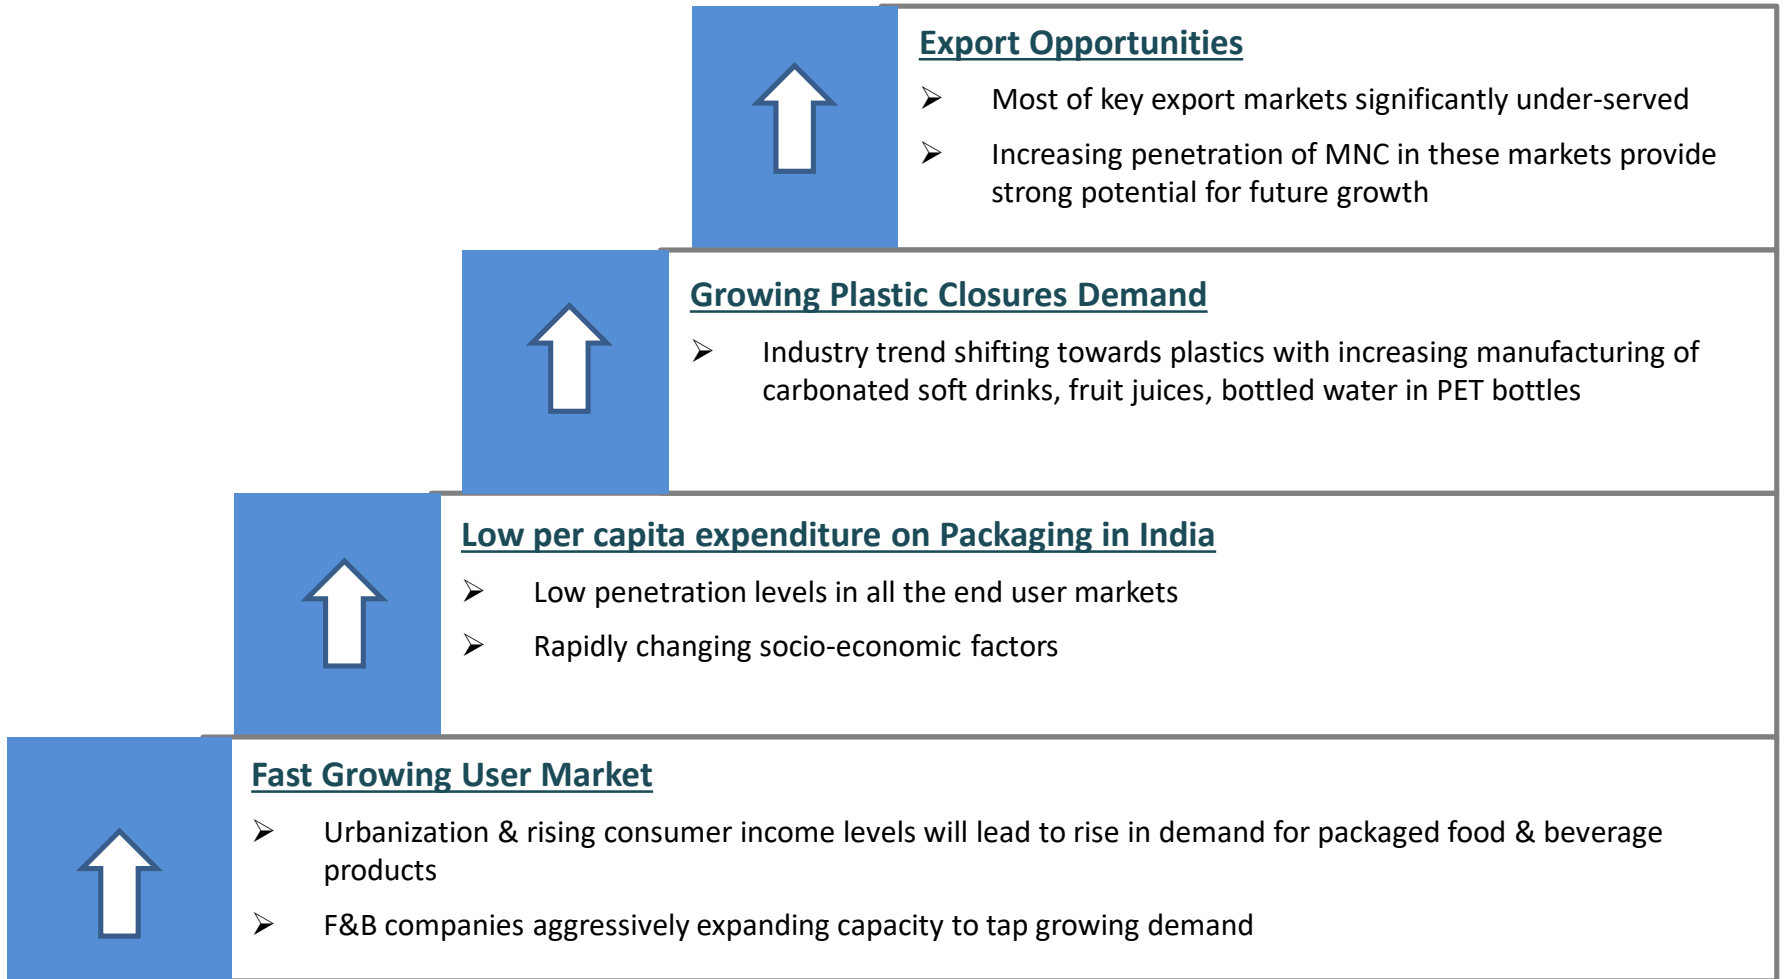 Export Opportunities
➢ Most of key export markets significantly under-served
➢ Increasing penetration of MNC in these markets provide
strong potential for future growth
Growing Plastic Closures Demand
➢ Industry trend shifting towards plastics with increasing manufacturing of
carbonated soft drinks, fruit juices, bottled water in PET bottles
Low per capita expenditure on Packaging in India
➢ Low penetration levels in all the end user markets
➢ Rapidly changing socio-economic factors
Fast Growing User Market
➢ Urbanization & rising consumer income levels will lead to rise in demand for packaged food & beverage
products
➢ F&B companies aggressively expanding capacity to tap growing demand